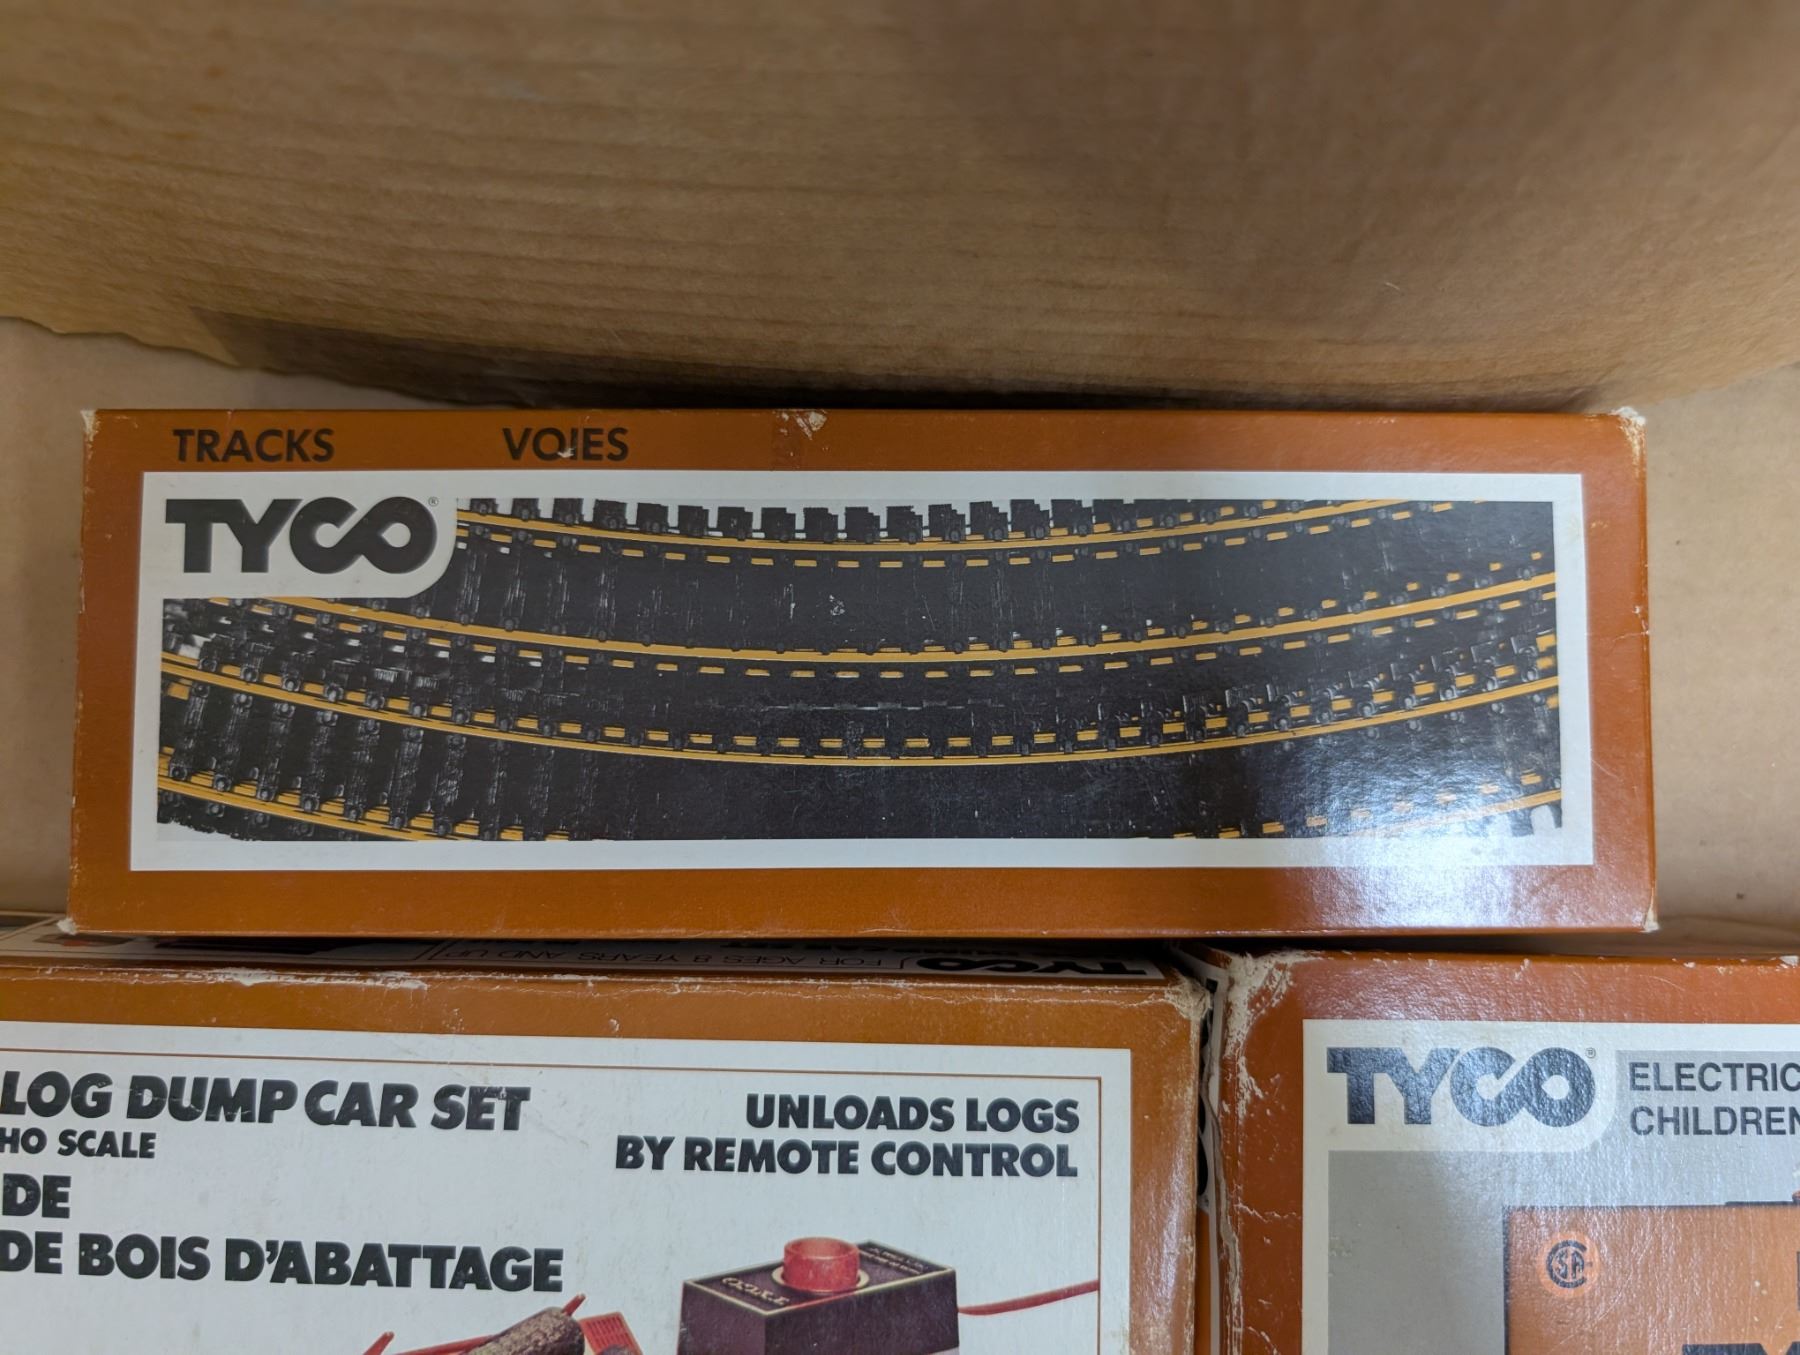 TRACKS VOIES
TYCO®
TYCO FOR AGES 8 YEARS AND UP
LOG DUMP CAR SET
HO SCALE
DE
DE BOIS D'ABATTAGE
UNLOADS LOGS
BY REMOTE CONTROL
TYCO
TYCO® ELECTRIC
CHILDREN